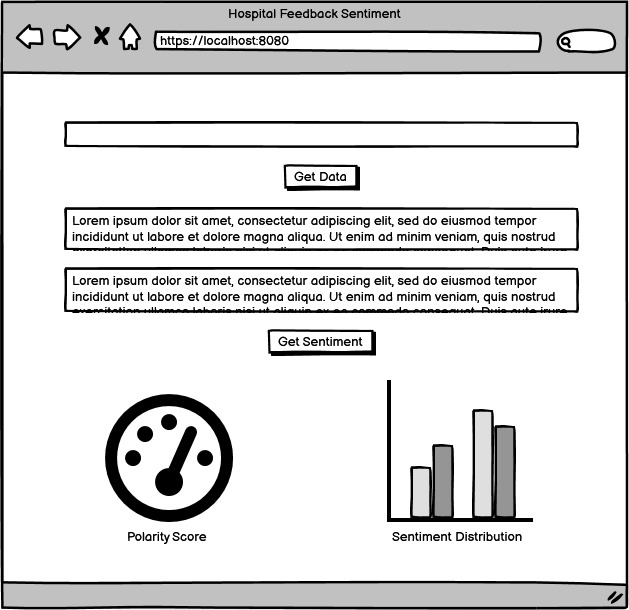 Hospital Feedback Sentiment
https://localhost:8080
Get Data
Lorem ipsum dolor sit amet, consectetur adipiscing elit, sed do eiusmod tempor
incididunt ut labore et dolore magna aliqua. Ut enim ad minim veniam, quis nostrud
Lorem ipsum dolor sit amet, consectetur adipiscing elit, sed do eiusmod tempor
incididunt ut labore et dolore magna aliqua. Ut enim ad minim veniam, quis nostrud
Get Sentiment
Polarity Score
Sentiment Distribution